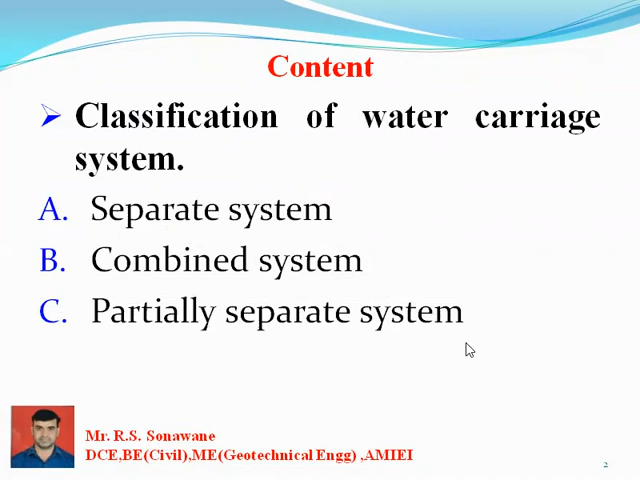 Content
➢ Classification of water carriage
system.
A. Separate system
B. Combined system
C. Partially separate system
Mr. R.S. Sonawane
DCE,BE(Civil),ME(Geotechnical Engg) ,AMIEI
2